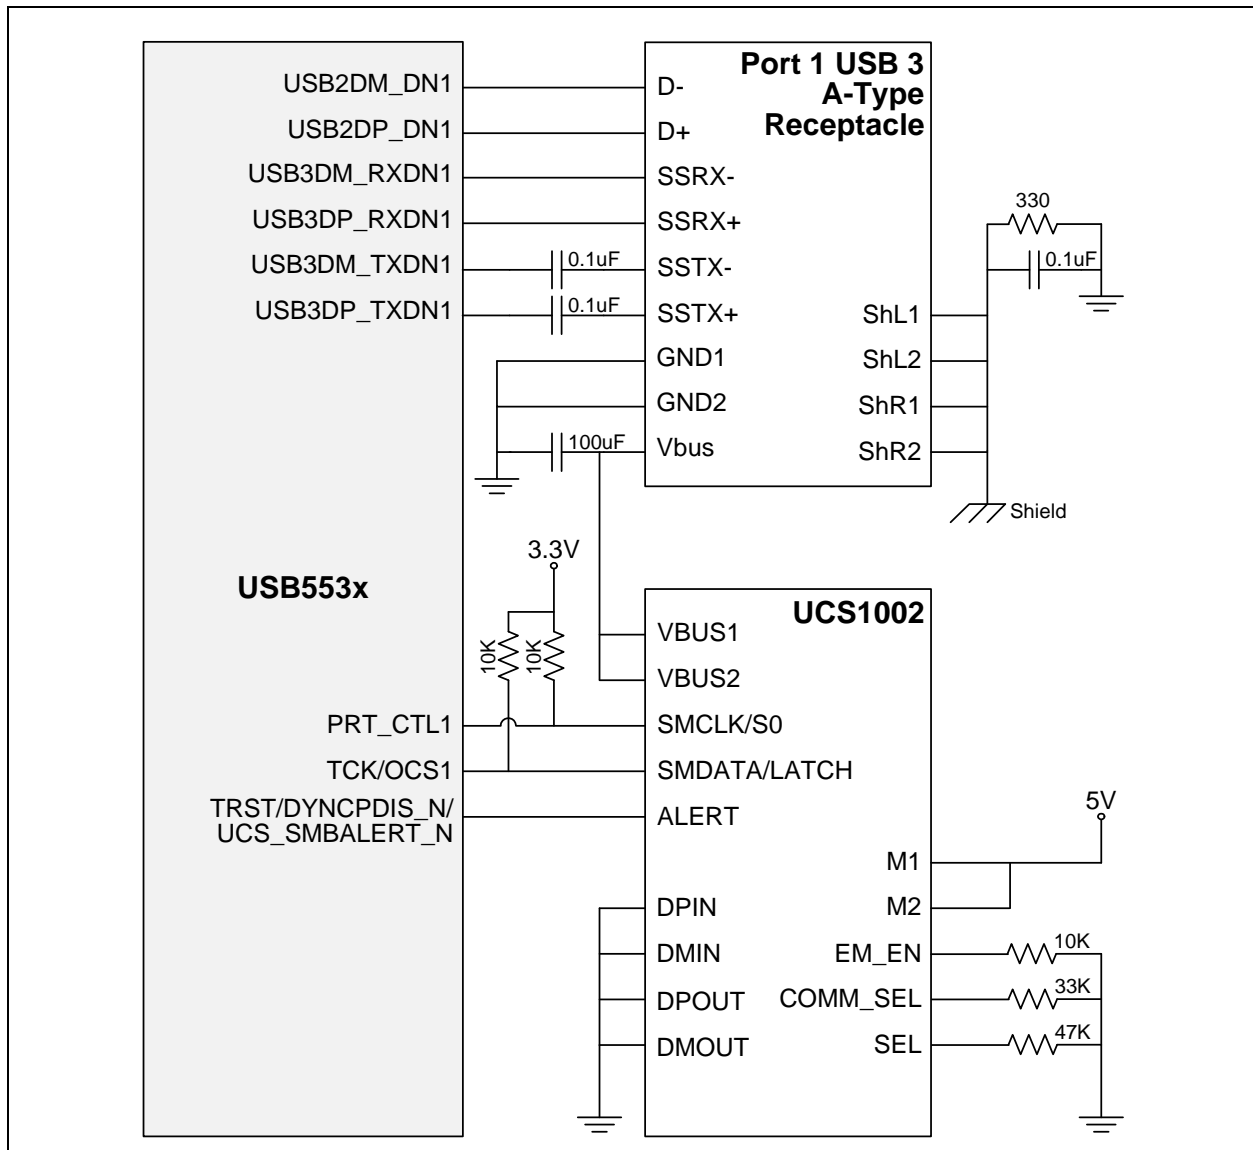 USB2DM_DN1
USB2DP_DN1
USB3DM_RXDN1
USB3DP_RXDN1
USB3DM_TXDN1
USB3DP_TXDN1
USB553x
PRT_CTL1
TCK/OCS1
TRST/DYNCPDIS_N/
UCS_SMBALERT_N
0.1uF
0.1uF
100uF
3.3V
10K
10K
Port 1 USB 3
A-Type
Receptacle
D-
D+
SSRX-
SSRX+
SSTX-
SSTX+
GND1
GND2
Vbus
ShL1
ShL2
ShR1
ShR2
330
0.1uF
Shield
UCS1002
VBUS1
VBUS2
SMCLK/S0
SMDATA/LATCH
ALERT
DPIN
DMIN
DPOUT
DMOUT
M1
M2
EM_EN
COMM_SEL
SEL
5V
10K
33K
47K